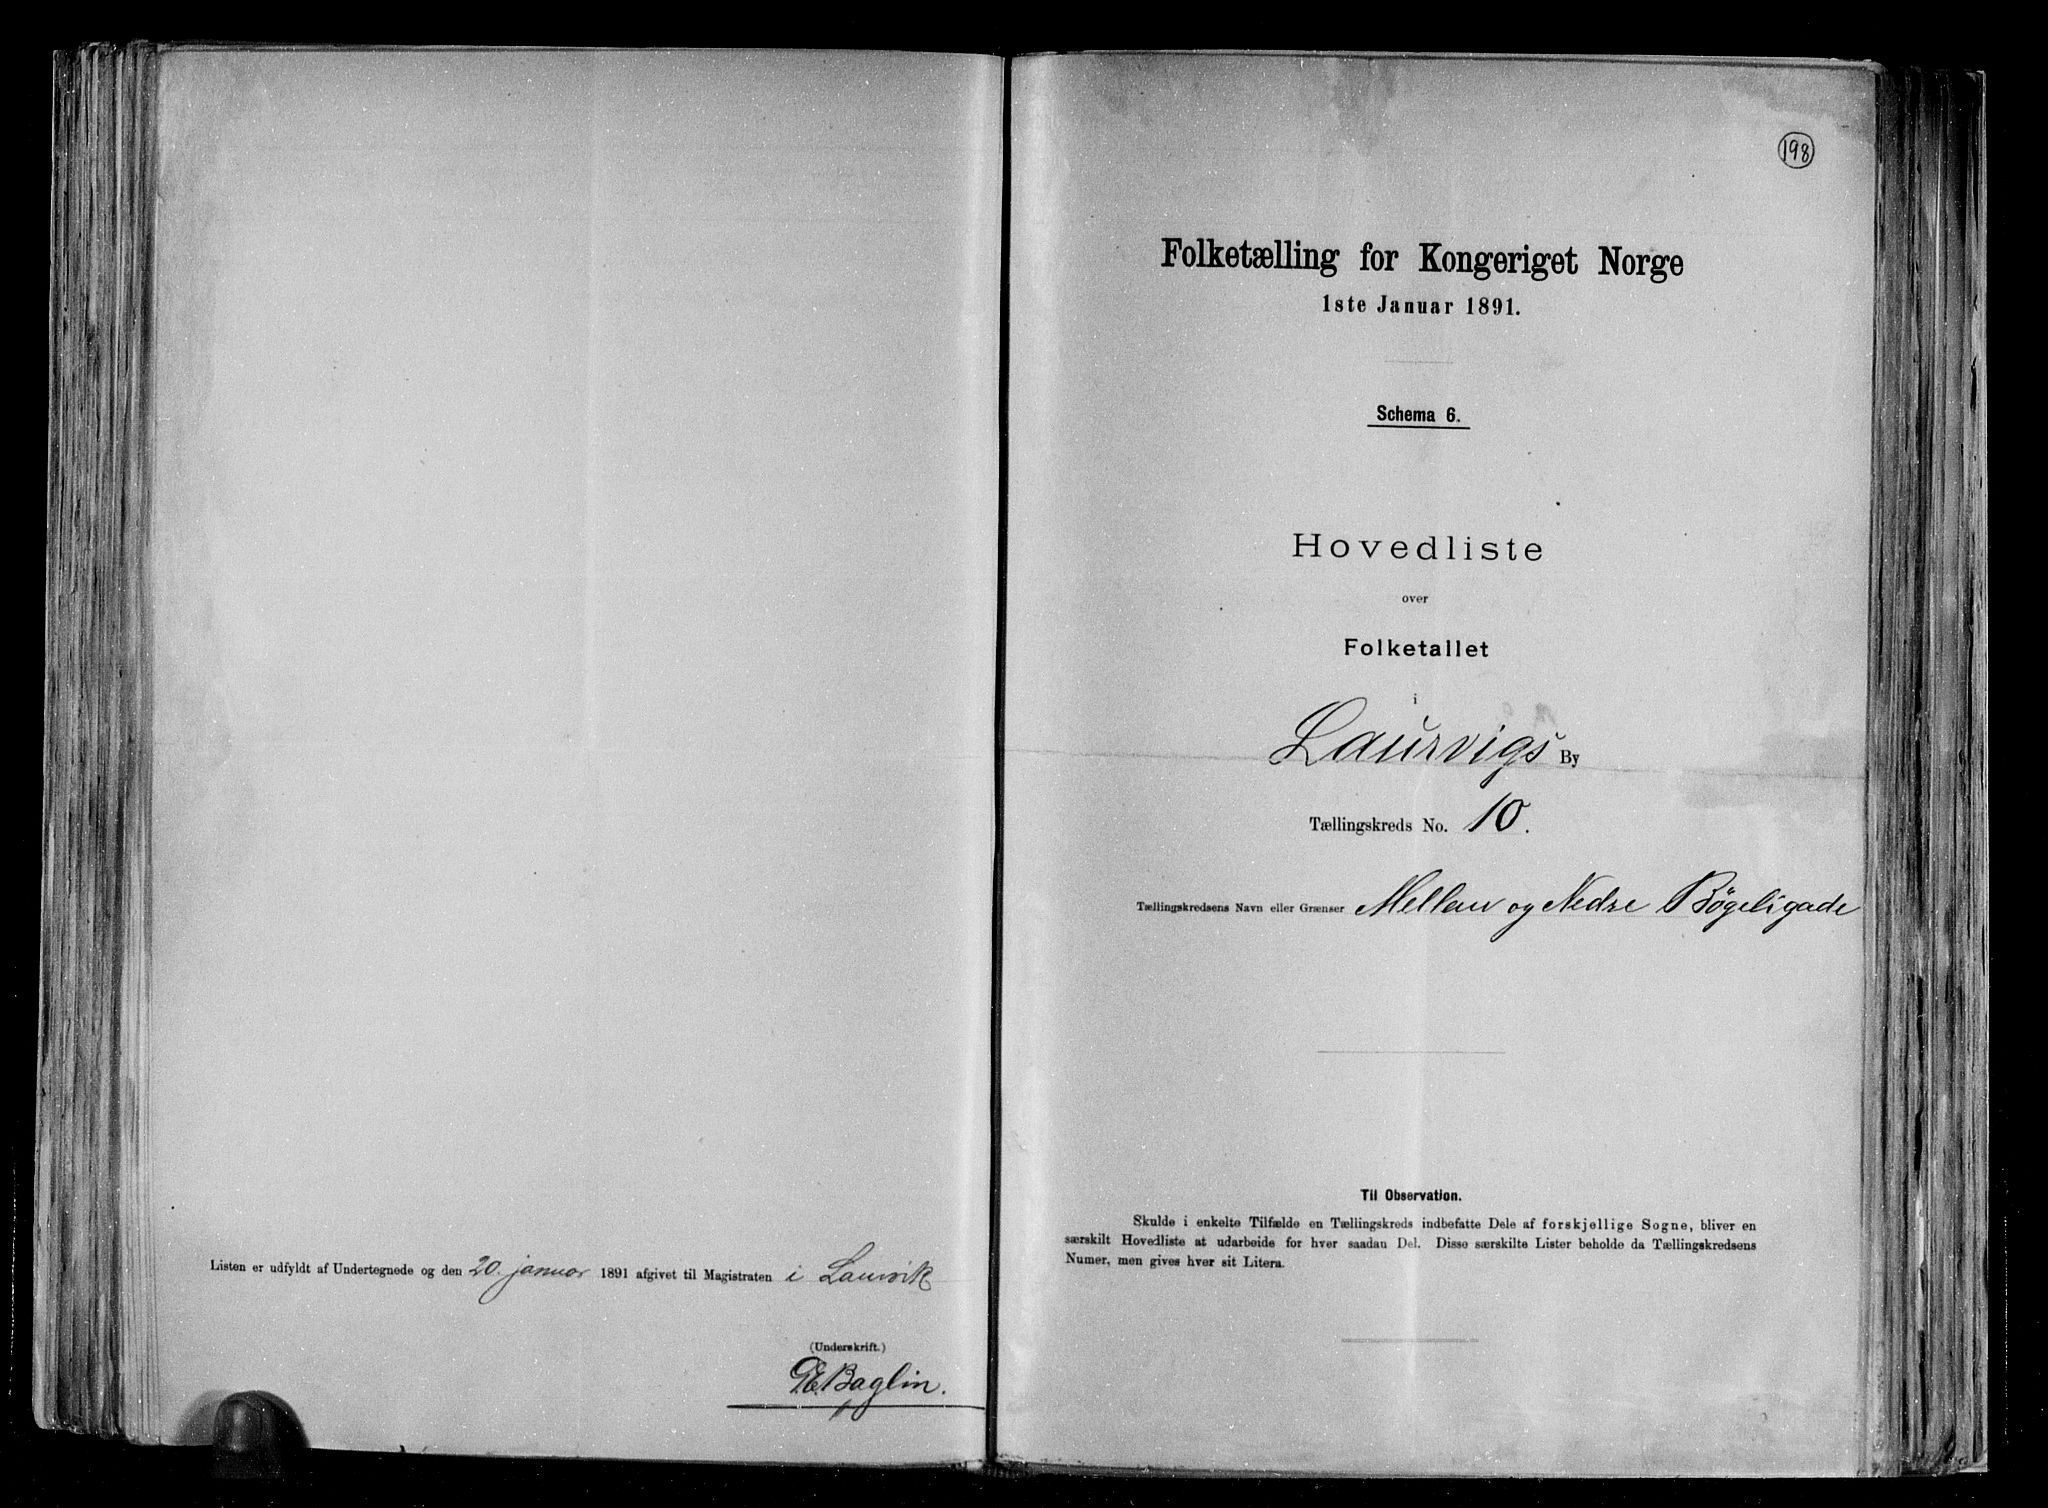 Listen er udfyldt af Undertegnede og den 20. januar 1891 afgivet til Magistraten i Laurvik
(Underskrift.)
Baglin.
198
Folketælling for Kongeriget Norge
1ste Januar 1891.
Schema 6.
Hovedliste
over
Folketallet
i
Laurvigs By
Tællingskreds No. 10.
Tællingskredsens Navn eller Grænser Mellem og Nedre Bøgeligade
Til Observation.
Skulde i enkelte Tilfælde en Tællingskreds indbefatte Dele af forskjellige Sogne, bliver en
særskilt Hovedliste at udarbeide for hver saadan Del. Disse særskilte Lister beholde da Tællingskredsens
Numer, men gives hver sit Litera.